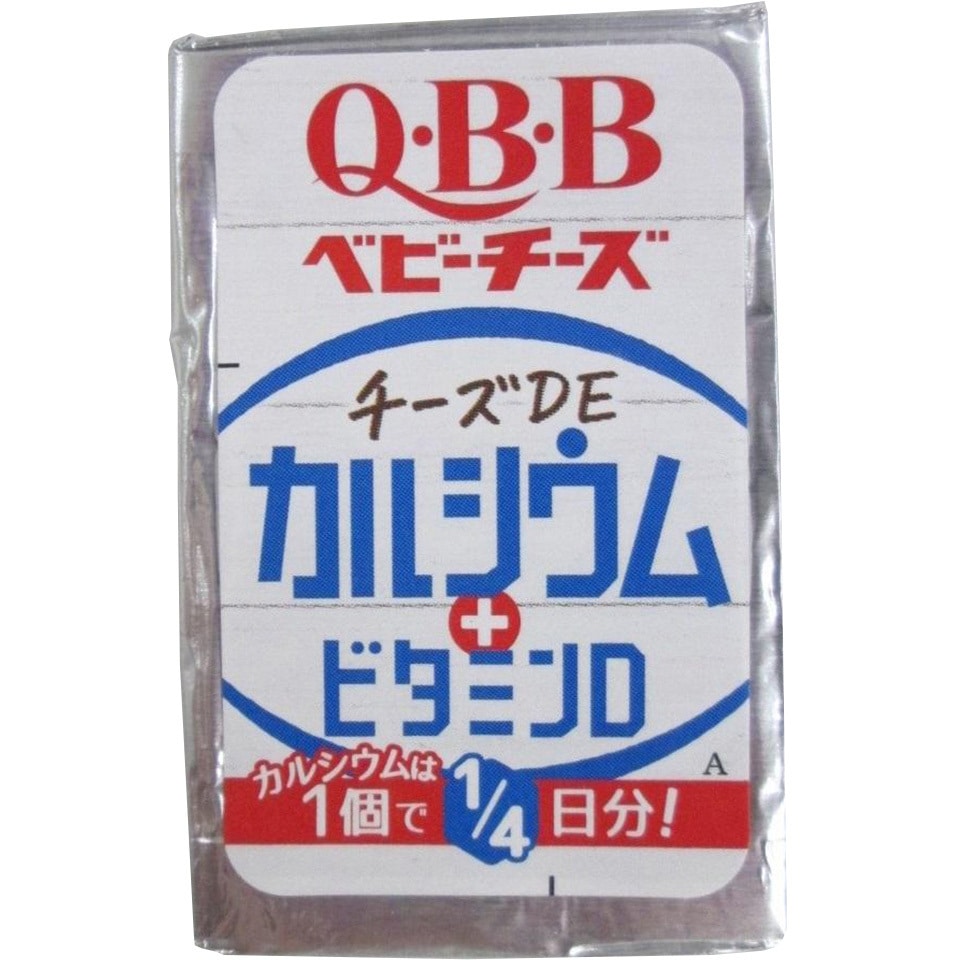 Q・B・B
ベビーチーズ
チーズDE
カルシウム
+
ビタミンD
A
カルシウムは
1個で 1/4 日分!